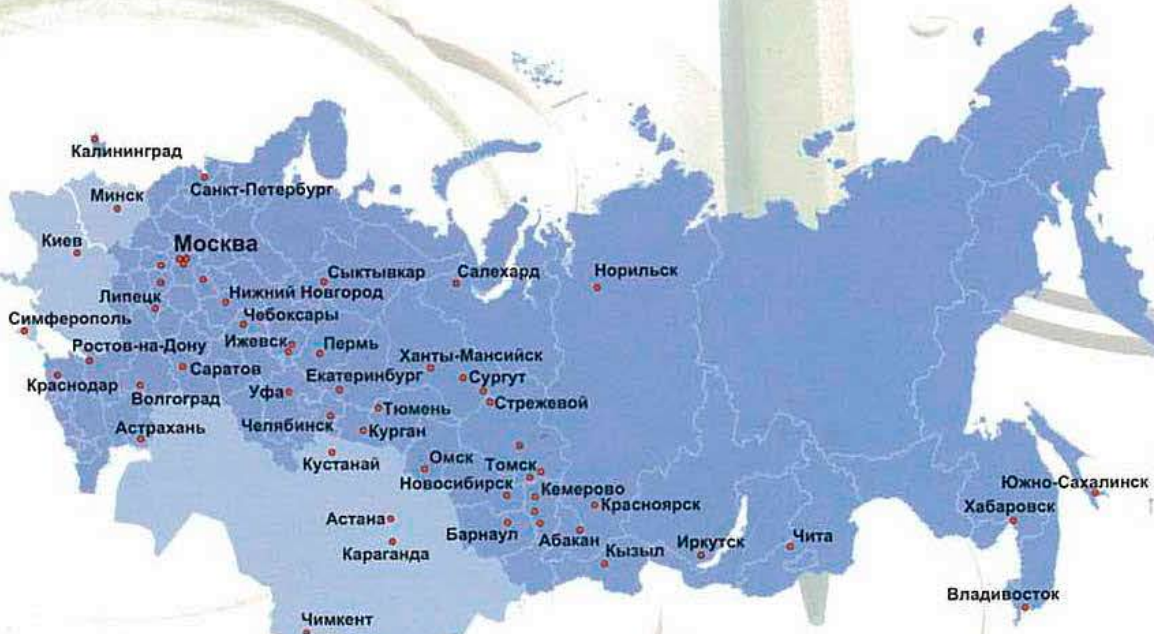 Калининград
Санкт-Петербург
Минск
Киев
Москва
Сыктывкар
Салехард
Норильск
Липецк
Нижний Новгород
Симферополь
Чебоксары
Ростов-на-Дону
Ижевск
Пермь
Ханты-Мансийск
Краснодар
Саратов
Екатеринбург
Сургут
Волгоград
Уфа
Стрежевой
Тюмень
Астрахань
Челябинск
Курган
Кустанай
Омск
Томск
Новосибирск
Кемерово
Красноярск
Южно-Сахалинск
Хабаровск
Астана
Барнаул
Абакан
Иркутск
Чита
Караганда
Кызыл
Владивосток
Чимкент